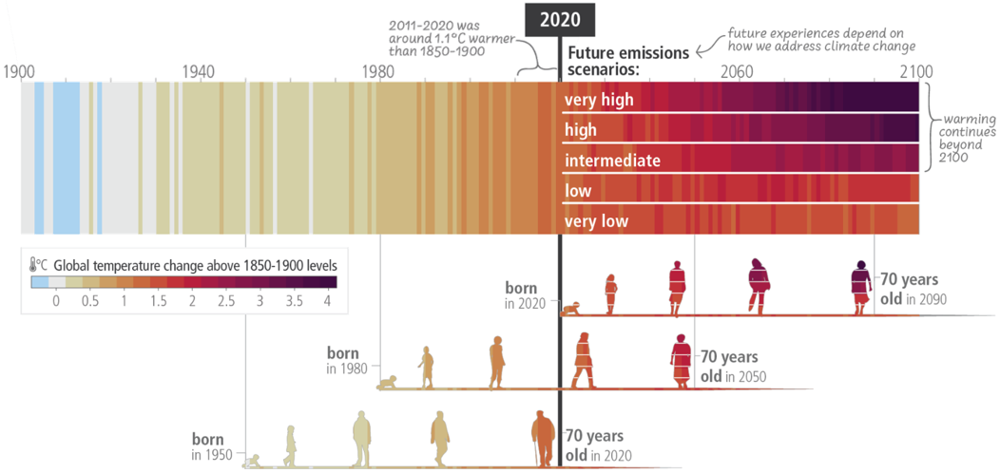 2020
2011-2020 was
around 1.1°C warmer
than 1850-1900
future experiences depend on
how we address climate change
Future emissions
scenarios:
1900
1940
1980
2060
2100
very high
high
intermediate
low
very low
warming
continues
beyond
2100
°C Global temperature change above 1850-1900 levels
0 0.5 1 1.5 2 2.5 3 3.5 4
born
in 2020
70 years
old in 2090
born
in 1980
70 years
old in 2050
born
in 1950
70 years
old in 2020